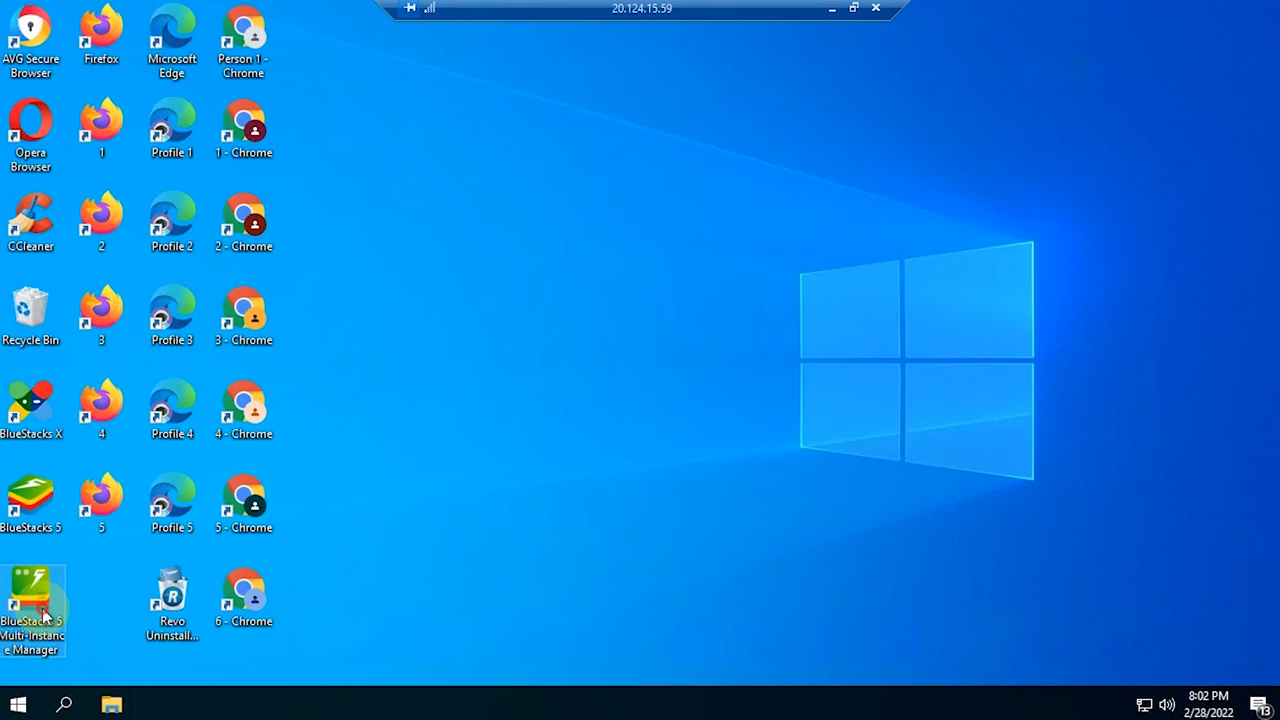 20.124.15.59
AVG Secure
Browser
Firefox
Microsoft
Edge
Person 1 -
Chrome
Opera
Browser
1
Profile 1
1 - Chrome
CCleaner
2
Profile 2
2 - Chrome
Recycle Bin
3
Profile 3
3 - Chrome
BlueStacks X
4
Profile 4
4 - Chrome
BlueStacks 5
5
Profile 5
5 - Chrome
BlueStacks 5
Multi-Instanc
e Manager
Revo
Uninstall...
6 - Chrome
8:02 PM
2/28/2022
13